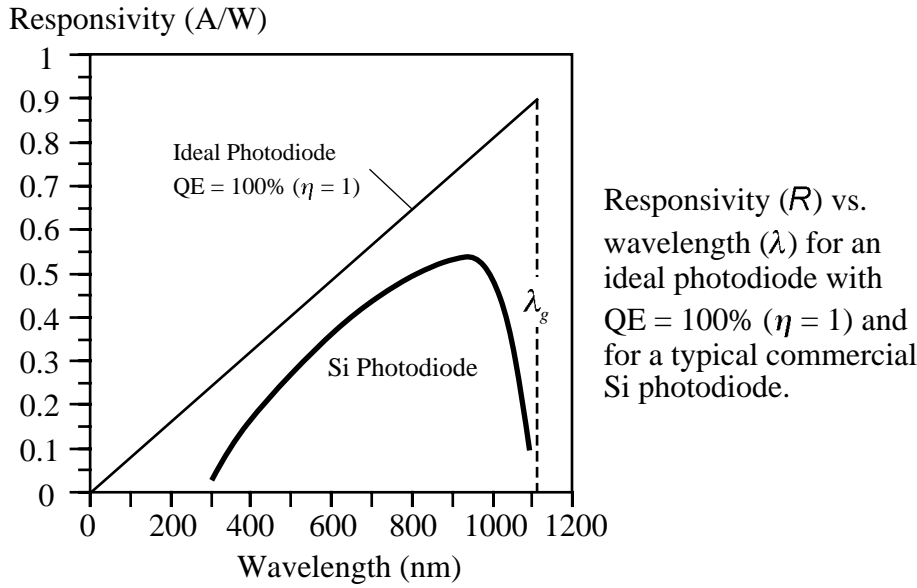 Responsivity (A/W)
1
0.9
0.8
0.7
0.6
0.5
0.4
0.3
0.2
0.1
0
Ideal Photodiode
QE = 100% (η = 1)
λg
Si Photodiode
0 200 400 600 800 1000 1200
Wavelength (nm)
Responsivity (R) vs.
wavelength (λ) for an
ideal photodiode with
QE = 100% (η = 1) and
for a typical commercial
Si photodiode.